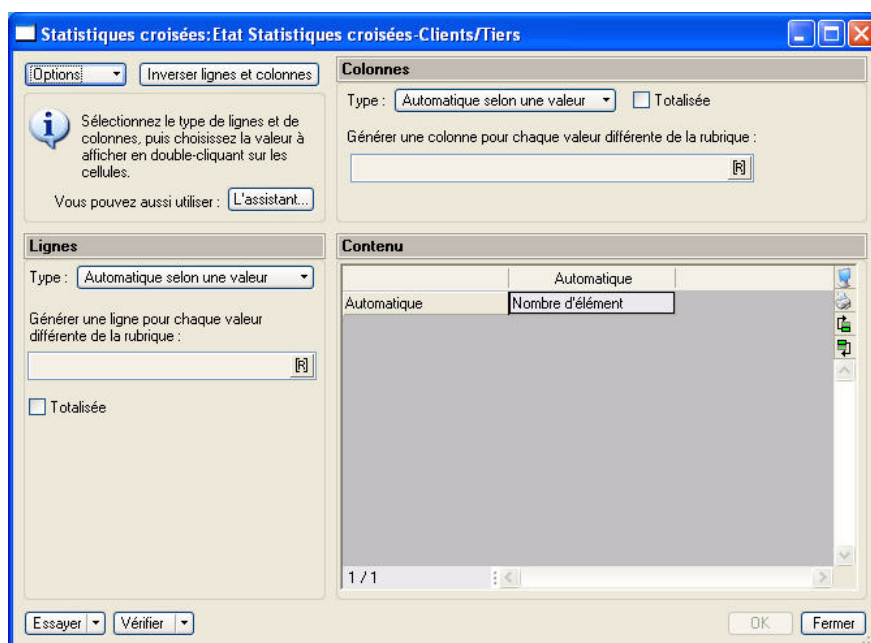 Statistiques croisées:Etat Statistiques croisées-Clients/Tiers
Options
Inverser lignes et colonnes
Sélectionnez le type de lignes et de
colonnes, puis choisissez la valeur à
afficher en double-cliquant sur les
cellules.
Vous pouvez aussi utiliser : L'assistant...
Colonnes
Type : Automatique selon une valeur Totalisée
Générer une colonne pour chaque valeur différente de la rubrique :
[R]
Lignes
Type : Automatique selon une valeur
Générer une ligne pour chaque valeur
différente de la rubrique :
[R]
Totalisée
Contenu
Automatique
Automatique Nombre d'élément
1 / 1
Essayer Vérifier OK Fermer